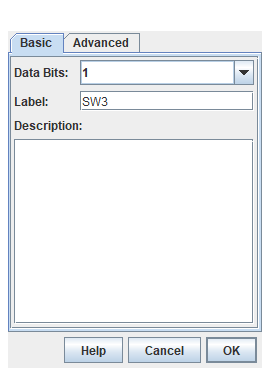 Basic Advanced
Data Bits: 1
Label: SW3
Description:
Help Cancel OK